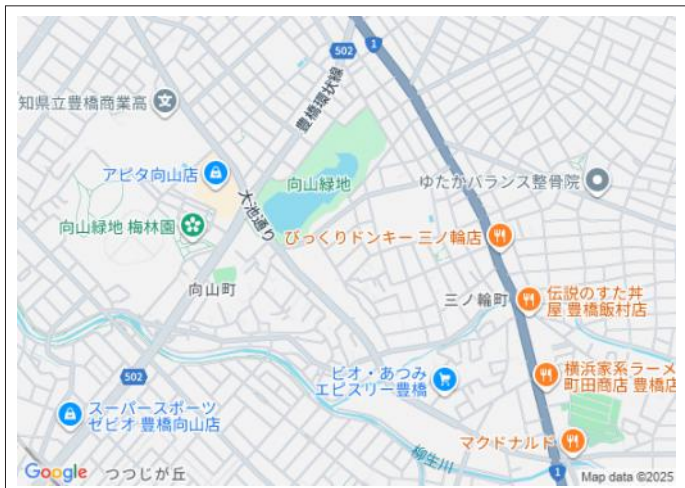 502
1
豊橋環状線
知県立豊橋商業高
アピタ向山店
向山緑地
ゆたかバランス整骨院
大池通り
向山緑地 梅林園
びっくりドンキー 三ノ輪店
向山町
三ノ輪町
伝説のすた丼
屋 豊橋飯村店
502
ビオ・あつみ
エピスリー豊橋
横浜家系ラーメ
町田商店 豊橋店
スーパースポーツ
ゼビオ 豊橋向山店
マクドナルド
柳生川
Google
つつじが丘
1
Map data ©2025